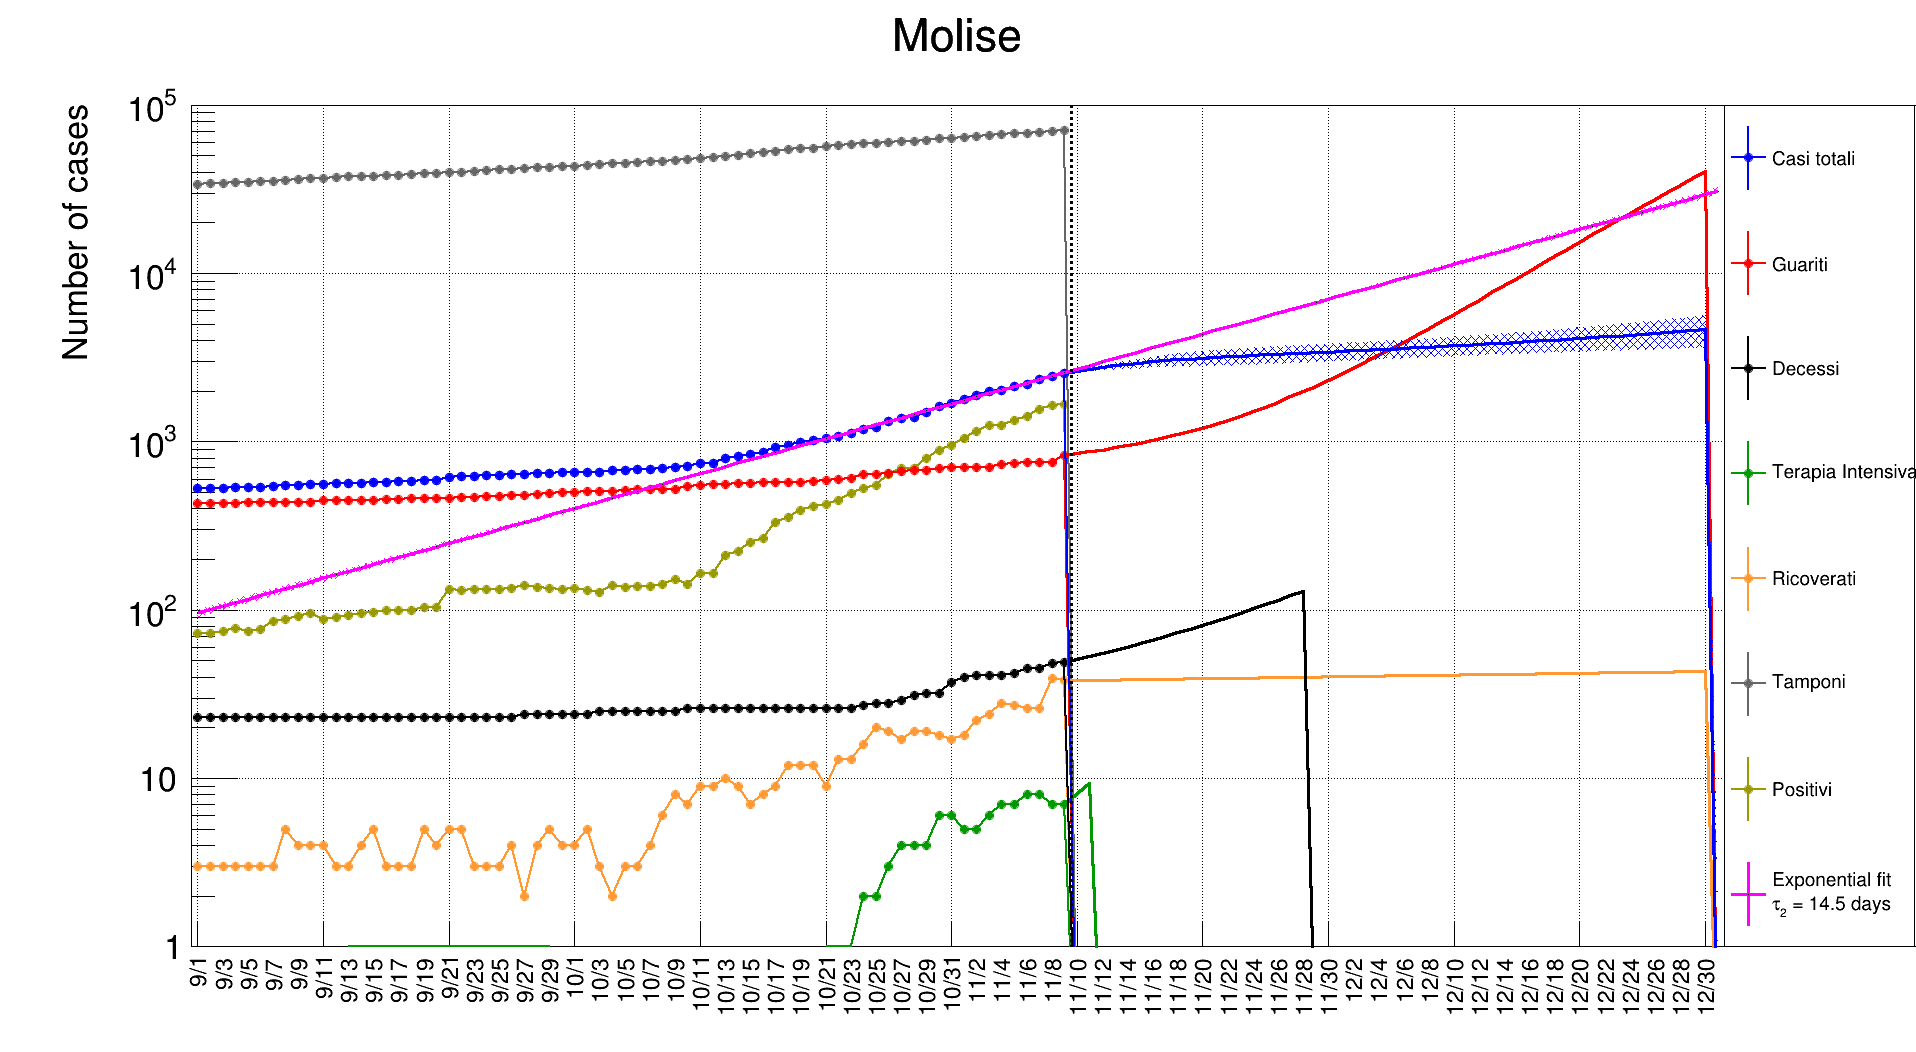 Molise
Number of cases
10^5
10^4
10^3
10^2
10
1
9/1 9/3 9/5 9/7 9/9 9/11 9/13 9/15 9/17 9/19 9/21 9/23 9/25 9/27 9/29 10/1 10/3 10/5 10/7 10/9 10/11 10/13 10/15 10/17 10/19 10/21 10/23 10/25 10/27 10/29 10/31 11/2 11/4 11/6 11/8 11/10 11/12 11/14 11/16 11/18 11/20 11/22 11/24 11/26 11/28 11/30 12/2 12/4 12/6 12/8 12/10 12/12 12/14 12/16 12/18 12/20 12/22 12/24 12/26 12/28 12/30
Casi totali
Guariti
Decessi
Terapia Intensiva
Ricoverati
Tamponi
Positivi
Exponential fit
τ₂ = 14.5 days